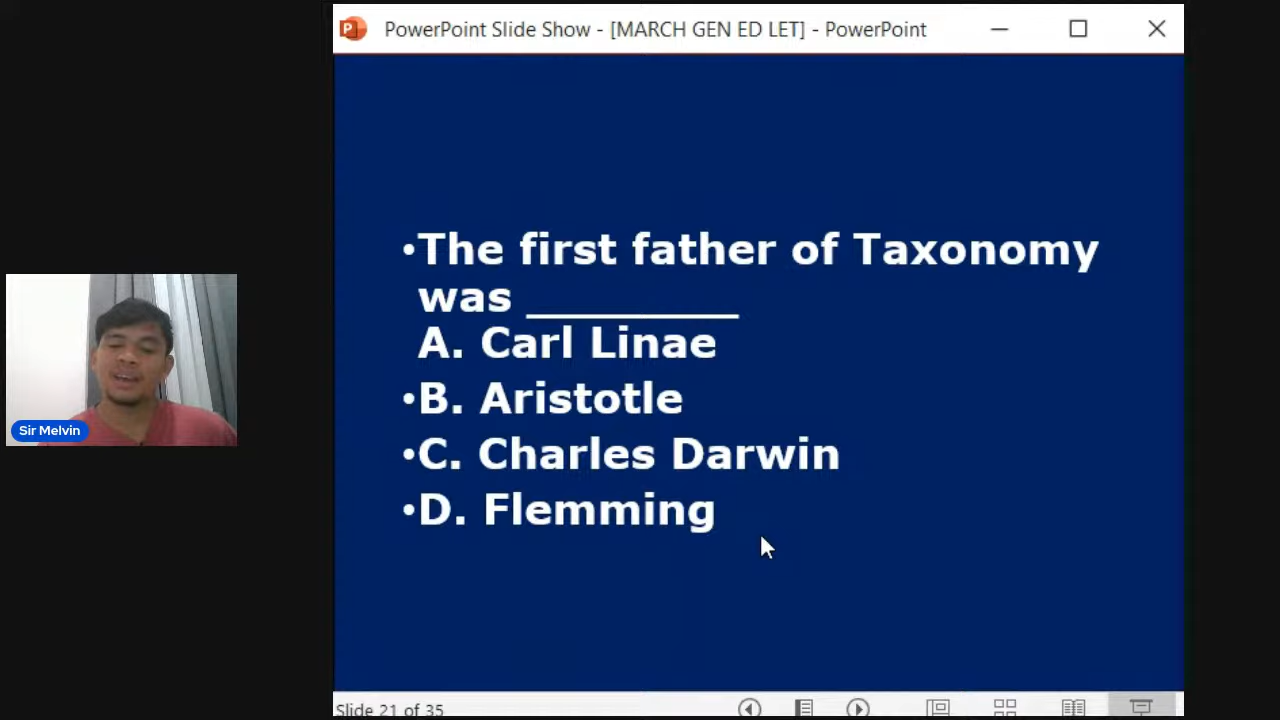 PowerPoint Slide Show - [MARCH GEN ED LET] - PowerPoint
•The first father of Taxonomy
was __________
A. Carl Linae
•B. Aristotle
•C. Charles Darwin
•D. Flemming
Sir Melvin
Slide 21 of 35